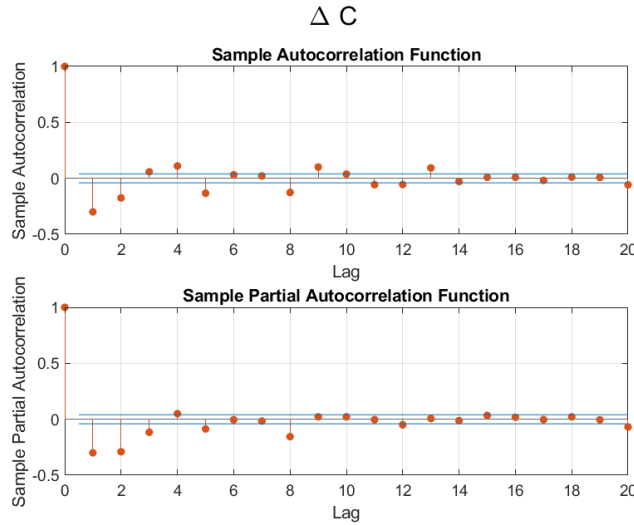 Δ C
Sample Autocorrelation Function
1
0.5
0
-0.5
Sample Autocorrelation
0 2 4 6 8 10 12 14 16 18 20
Lag
Sample Partial Autocorrelation Function
1
0.5
0
-0.5
Sample Partial Autocorrelation
0 2 4 6 8 10 12 14 16 18 20
Lag